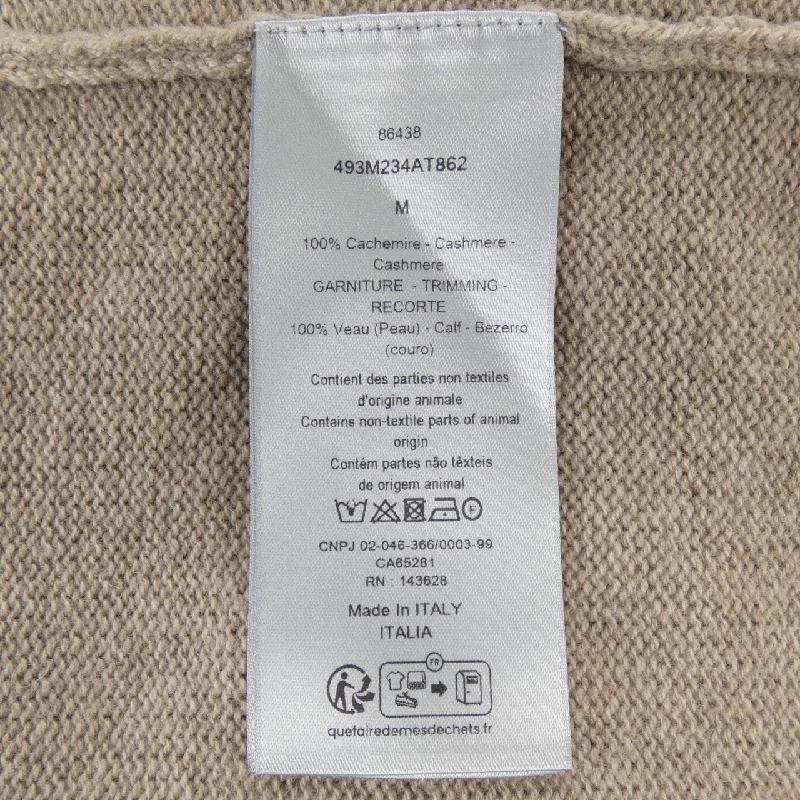 86438
493M234AT862
M
100% Cachemire - Cashmere -
Cashmere
GARNITURE - TRIMMING -
RECORTE
100% Veau (Peau) - Calf - Bezerro
(couro)
Contient des parties non textiles
d'origine animale
Contains non-textile parts of animal
origin
Contém partes não têxteis
de origem animal
CNPJ 02-046-366/0003-99
CA65281
RN : 143628
Made In ITALY
ITALIA
FR
quefairedemesdechets.fr